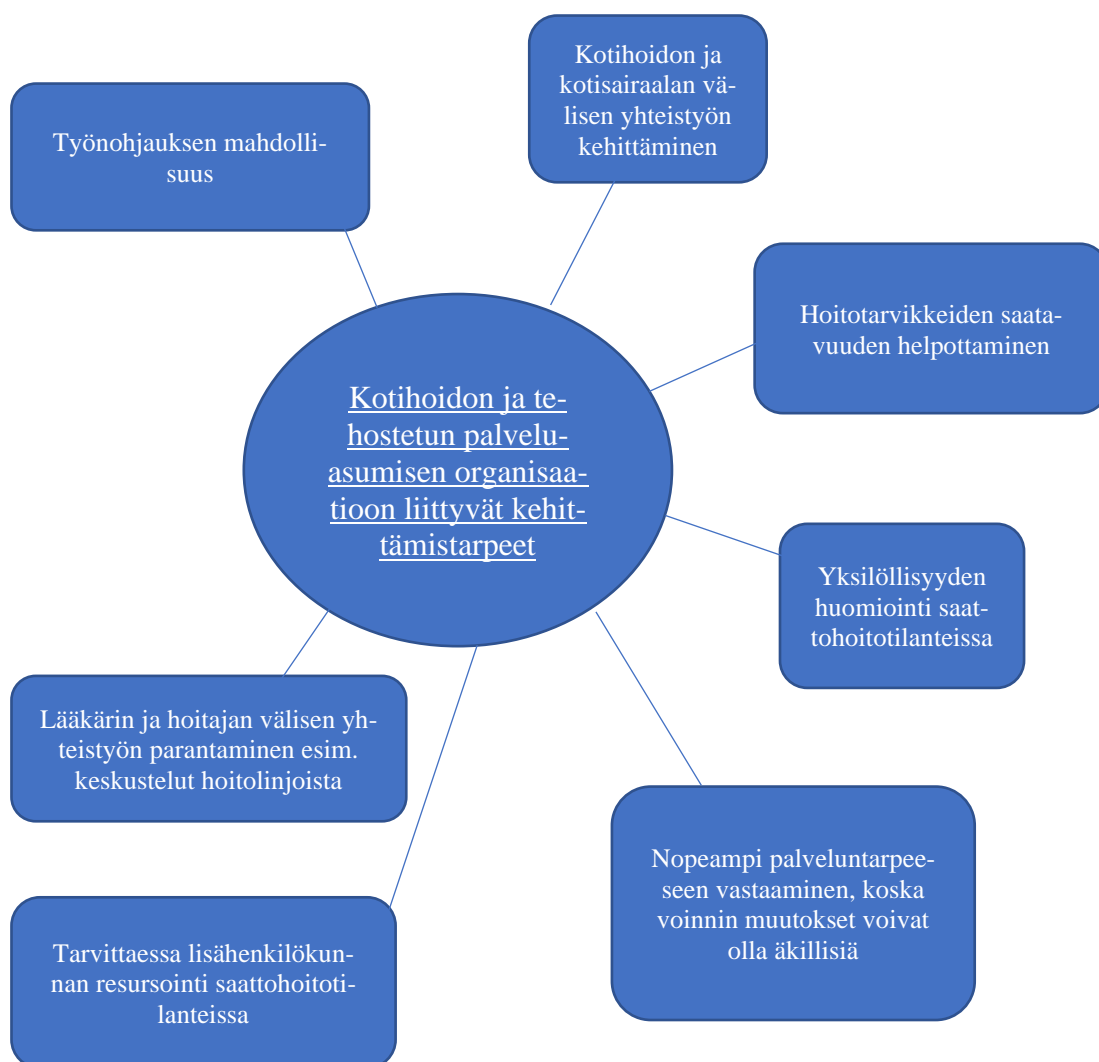 Kotihoidon ja
kotisairaalan vä-
lisen yhteistyön
kehittäminen
Työnohjauksen mahdolli-
suus
Hoitotarvikkeiden saata-
vuuden helpottaminen
Kotihoidon ja te-
hostetun palvelu-
asumisen organisaa-
tioon liittyvät kehit-
tämistarpeet
Yksilöllisyyden
huomiointi saat-
tohoitotilanteissa
Lääkärin ja hoitajan välisen yh-
teistyön parantaminen esim.
keskustelut hoitolinjoista
Nopeampi palveluntarpee-
seen vastaaminen, koska
voinnin muutokset voivat
olla äkillisiä
Tarvittaessa lisähenkilökun-
nan resursointi saattohoitoti-
lanteissa